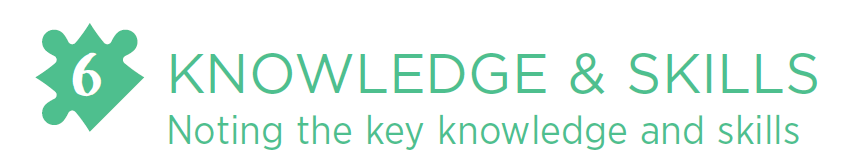 6
KNOWLEDGE & SKILLS
Noting the key knowledge and skills